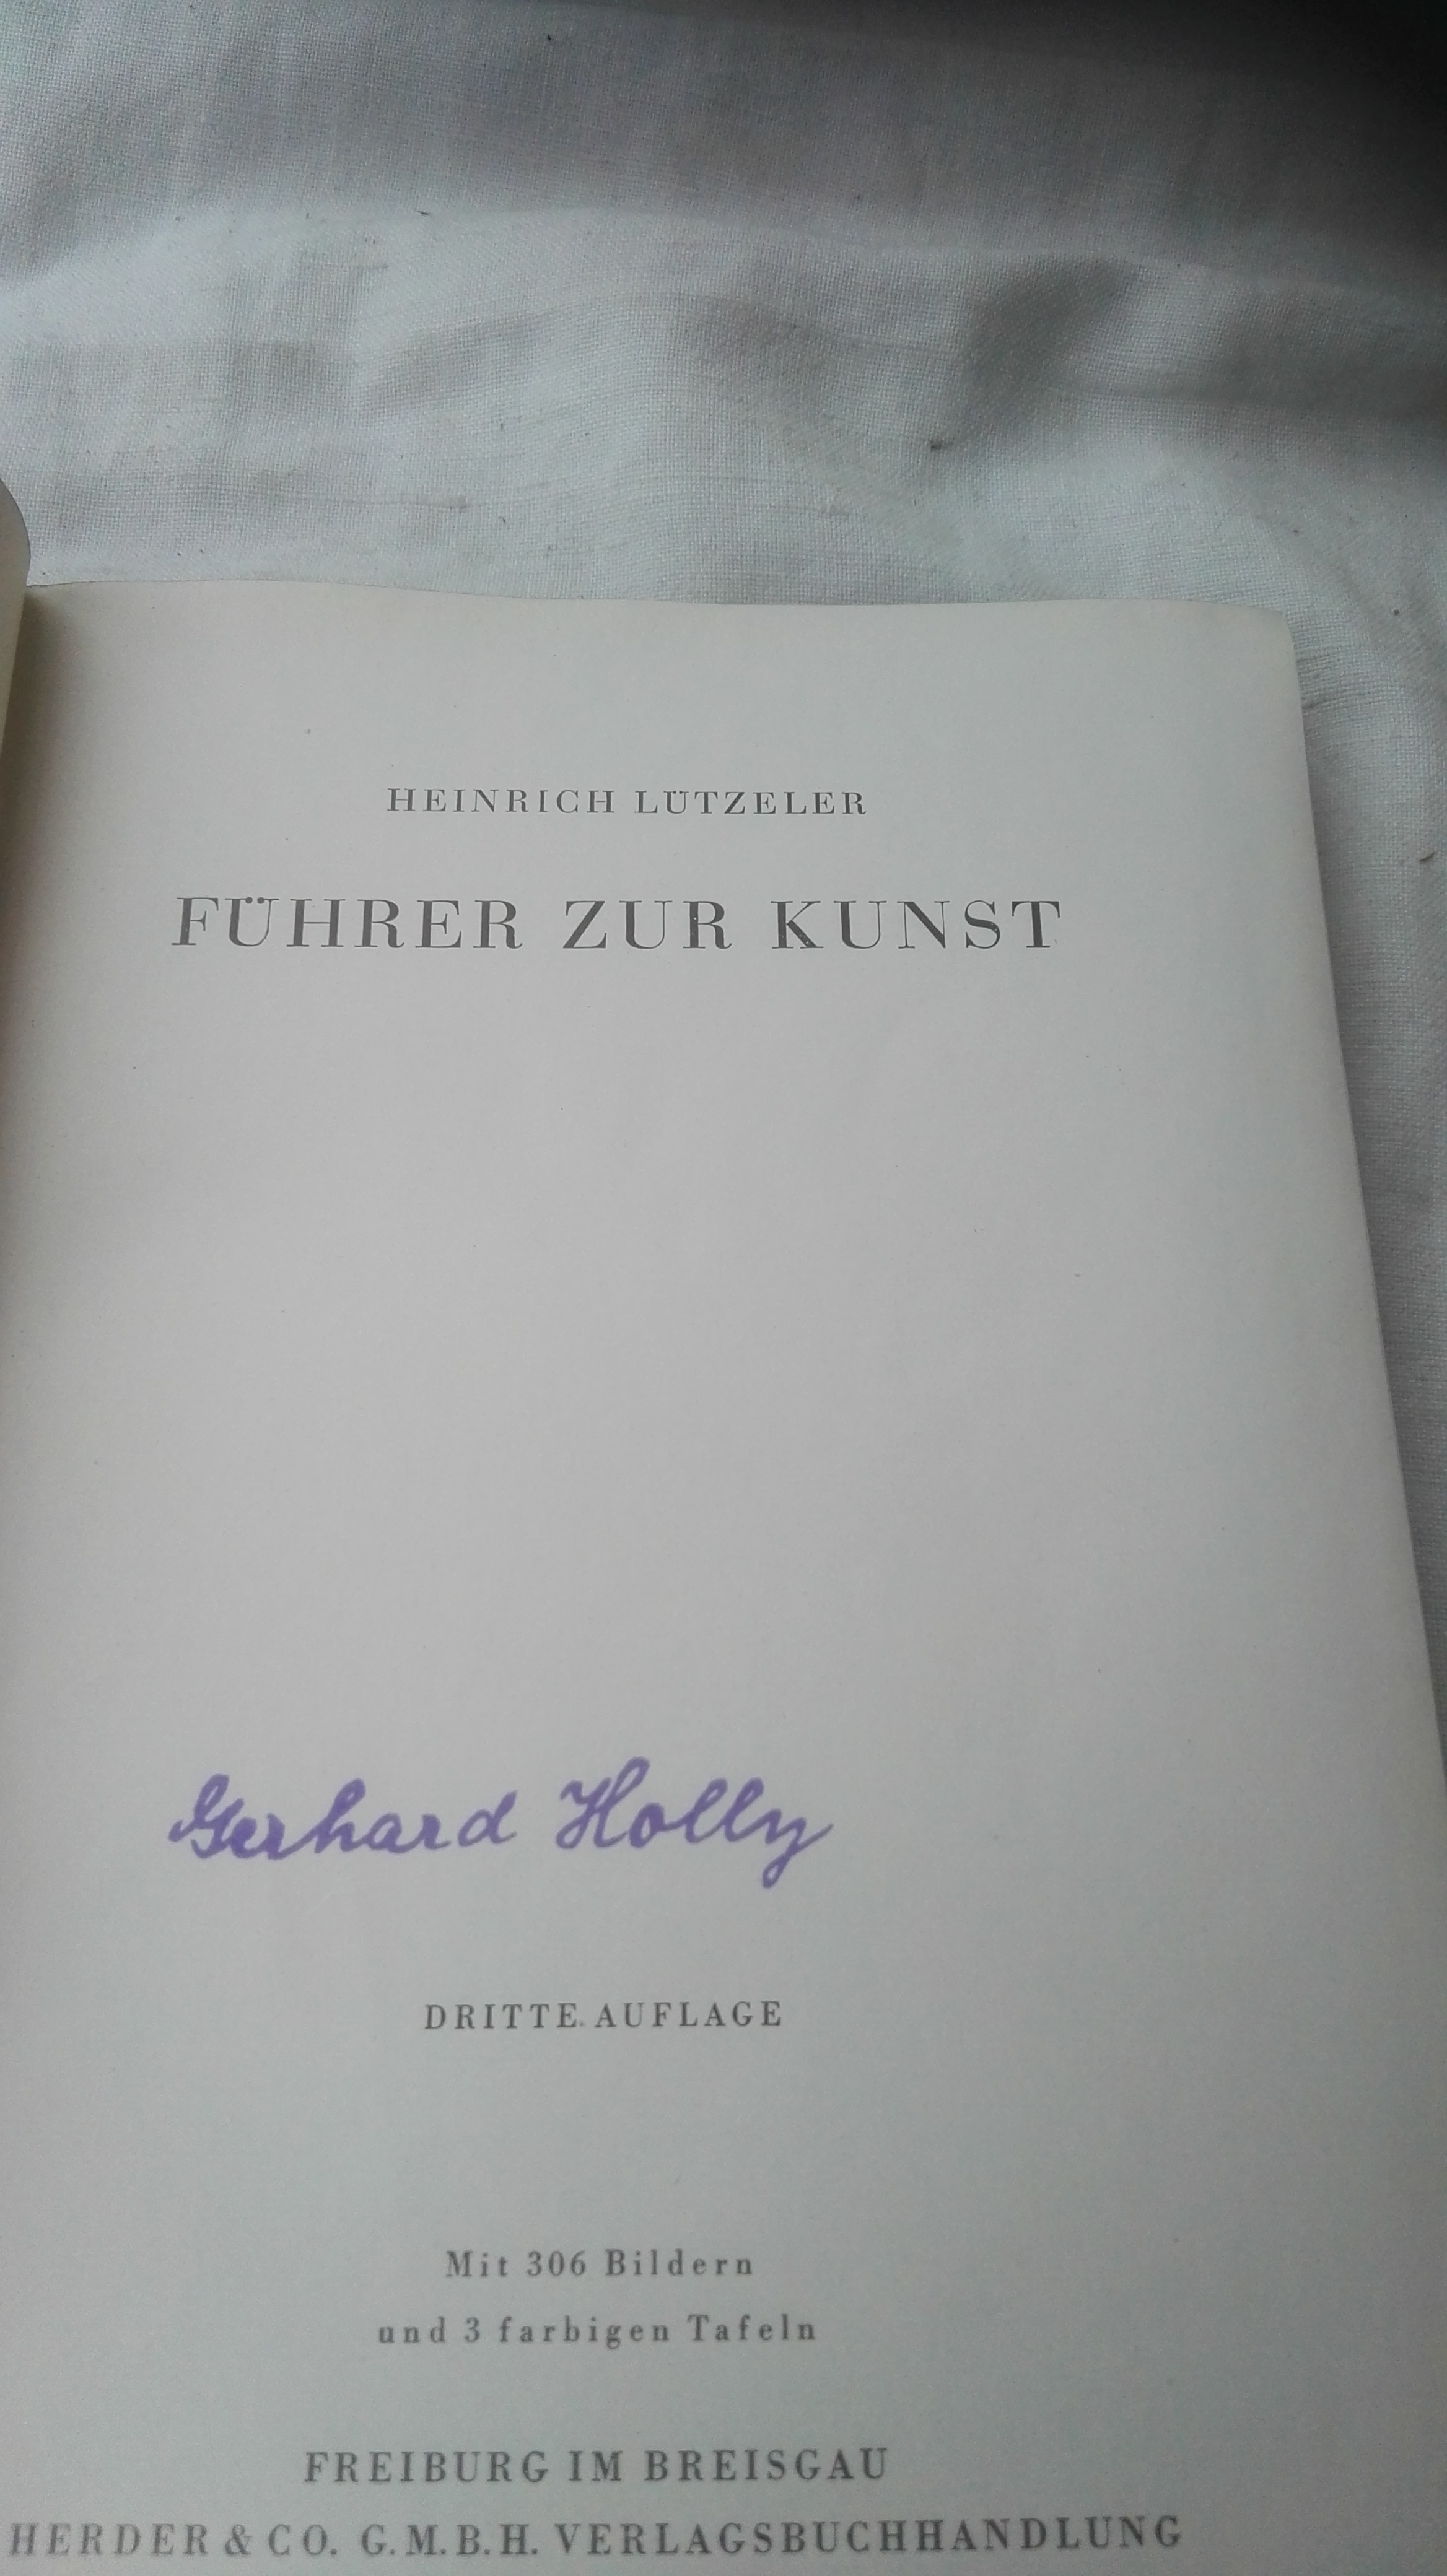 HEINRICH LÜTZELER
FÜHRER ZUR KUNST
Gerhard Holly
DRITTE AUFLAGE
Mit 306 Bildern
und 3 farbigen Tafeln
FREIBURG IM BREISGAU
HERDER & CO. G.M.B.H. VERLAGSBUCHHANDLUNG